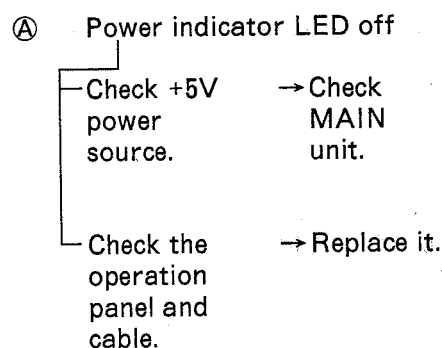 Ⓐ Power indicator LED off
Check +5V → Check
power MAIN
source. unit.
Check the → Replace it.
operation
panel and
cable.